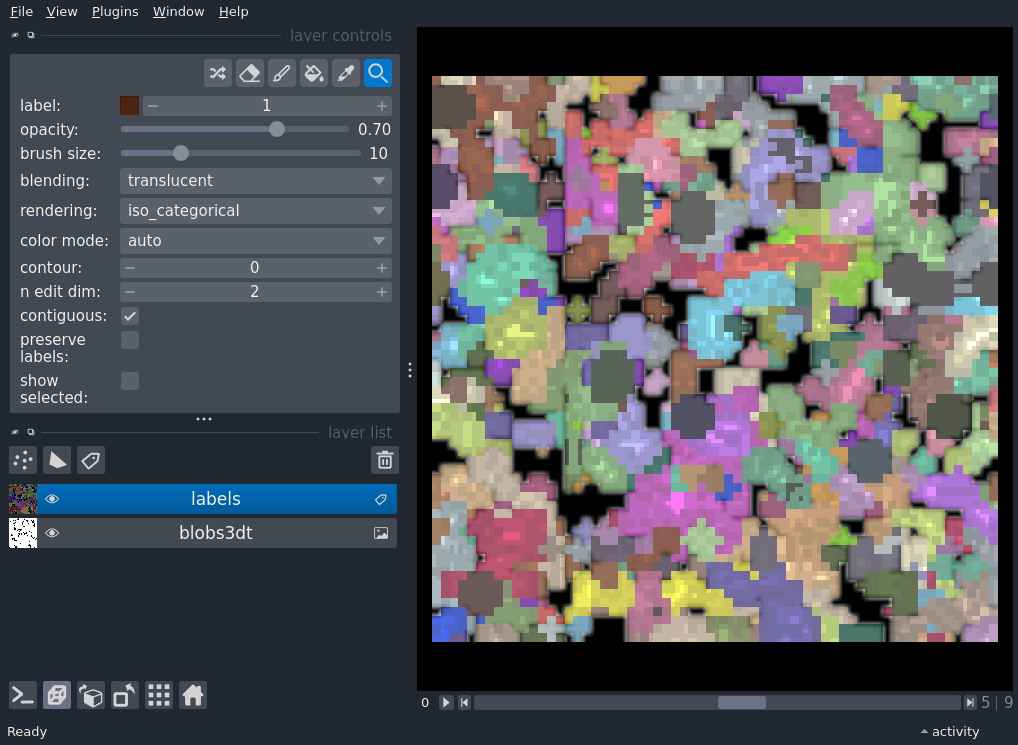 File View Plugins Window Help
layer controls
label: 1
opacity: 0.70
brush size: 10
blending: translucent
rendering: iso_categorical
color mode: auto
contour: 0
n edit dim: 2
contiguous:
preserve
labels:
show
selected:
layer list
labels
blobs3dt
0 5 | 9
Ready activity